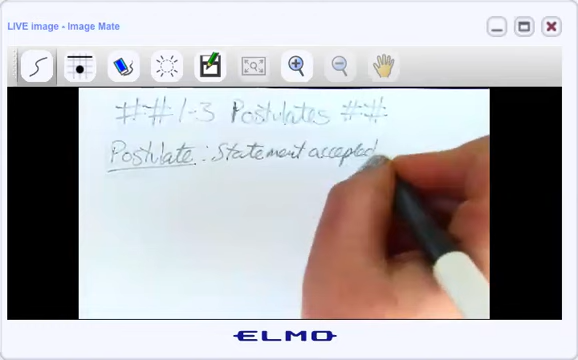 LIVE image - Image Mate
##1-3 Postulates ##
Postulate : Statement accepted
ELMO